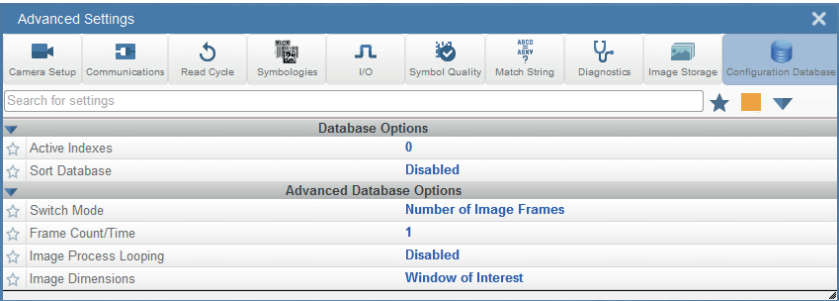 Advanced Settings
Camera Setup Communications Read Cycle Symbologies I/O Symbol Quality Match String Diagnostics Image Storage Configuration Database
Search for settings
Database Options
Active Indexes 0
Sort Database Disabled
Advanced Database Options
Switch Mode Number of Image Frames
Frame Count/Time 1
Image Process Looping Disabled
Image Dimensions Window of Interest